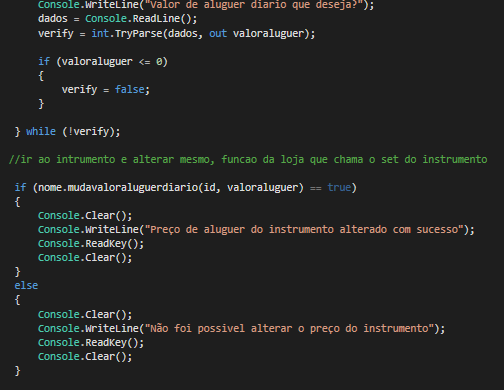 Console.WriteLine("Valor de aluguer diario que deseja?");
dados = Console.ReadLine();
verify = int.TryParse(dados, out valoraluguer);
if (valoraluguer <= 0)
{
verify = false;
}
} while (!verify);
//ir ao intrumento e alterar mesmo, funcao da loja que chama o set do instrumento
if (nome.mudavaloraluguerdiario(id, valoraluguer) == true)
{
Console.Clear();
Console.WriteLine("Preço de aluguer do instrumento alterado com sucesso");
Console.ReadKey();
Console.Clear();
}
else
{
Console.Clear();
Console.WriteLine("Não foi possivel alterar o preço do instrumento");
Console.ReadKey();
Console.Clear();
}